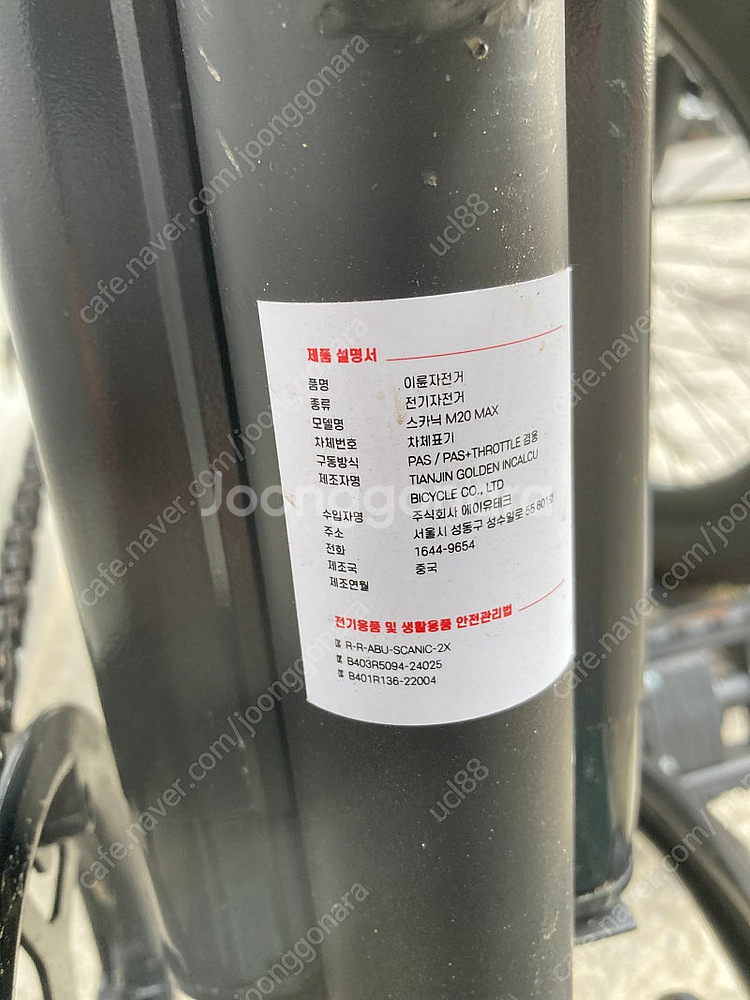 제품 설명서
품명 이륜자전거
종류 전기자전거
모델명 스카닉 M20 MAX
차체번호 차체표기
구동방식 PAS / PAS+THROTTLE 겸용
제조자명 TIANJIN GOLDEN INCALCU
BICYCLE CO., LTD
수입자명 주식회사 에이유테크
주소 서울시 성동구 성수일로 55 801호
전화 1644-9654
제조국 중국
제조연월
전기용품 및 생활용품 안전관리법
R-R-ABU-SCANIC-2X
B403R5094-24025
B401R136-22004
Joonggonara
cafe.naver.com/joonggonara
ucl88